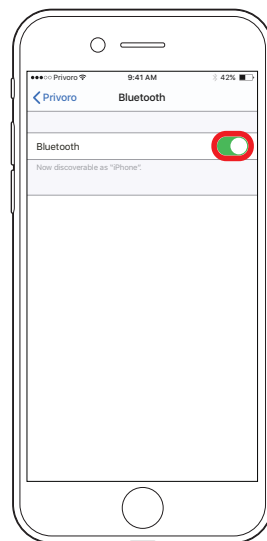 Privoro 9:41 AM 42%
Privoro Bluetooth
Bluetooth
Now discoverable as "iPhone".